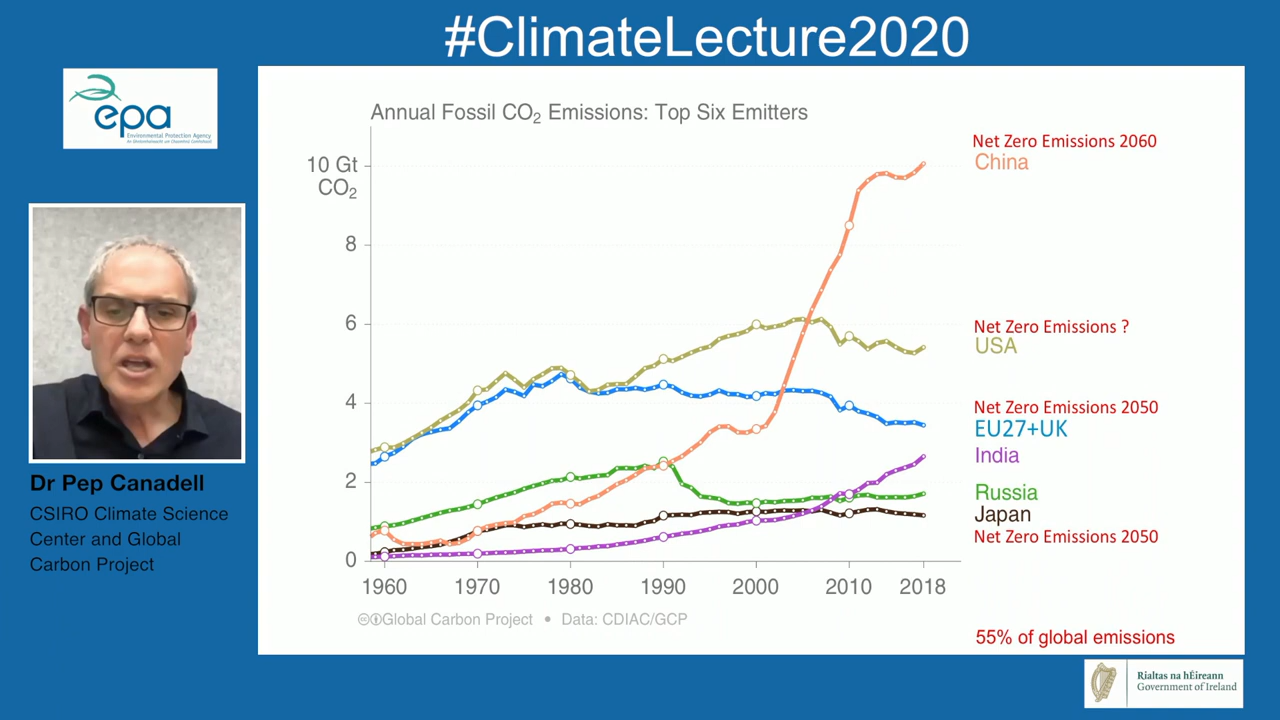 #ClimateLecture2020
epa
Environmental Protection Agency
Annual Fossil CO₂ Emissions: Top Six Emitters
10 Gt
CO₂
8
6
4
2
0
1960 1970 1980 1990 2000 2010 2018
Net Zero Emissions 2060
China
Net Zero Emissions ?
USA
Net Zero Emissions 2050
EU27+UK
India
Russia
Japan
Net Zero Emissions 2050
Global Carbon Project • Data: CDIAC/GCP
55% of global emissions
Dr Pep Canadell
CSIRO Climate Science
Center and Global
Carbon Project
Rialtas na hÉireann
Government of Ireland